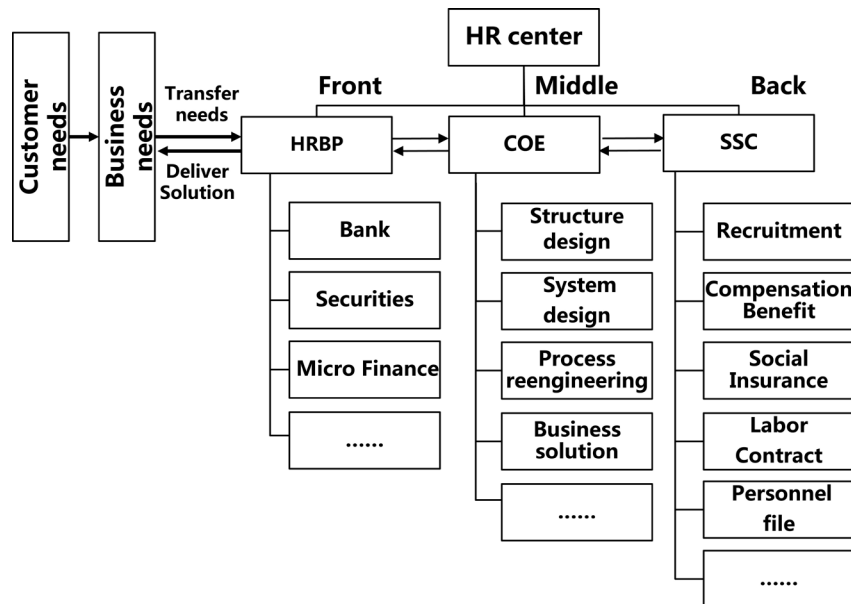 HR center
Front
Middle
Back
Customer
needs
Business
needs
Transfer
needs
Deliver
Solution
HRBP
COE
SSC
Bank
Securities
Micro Finance
......
Structure
design
System
design
Process
reengineering
Business
solution
......
Recruitment
Compensation
Benefit
Social
Insurance
Labor
Contract
Personnel
file
......